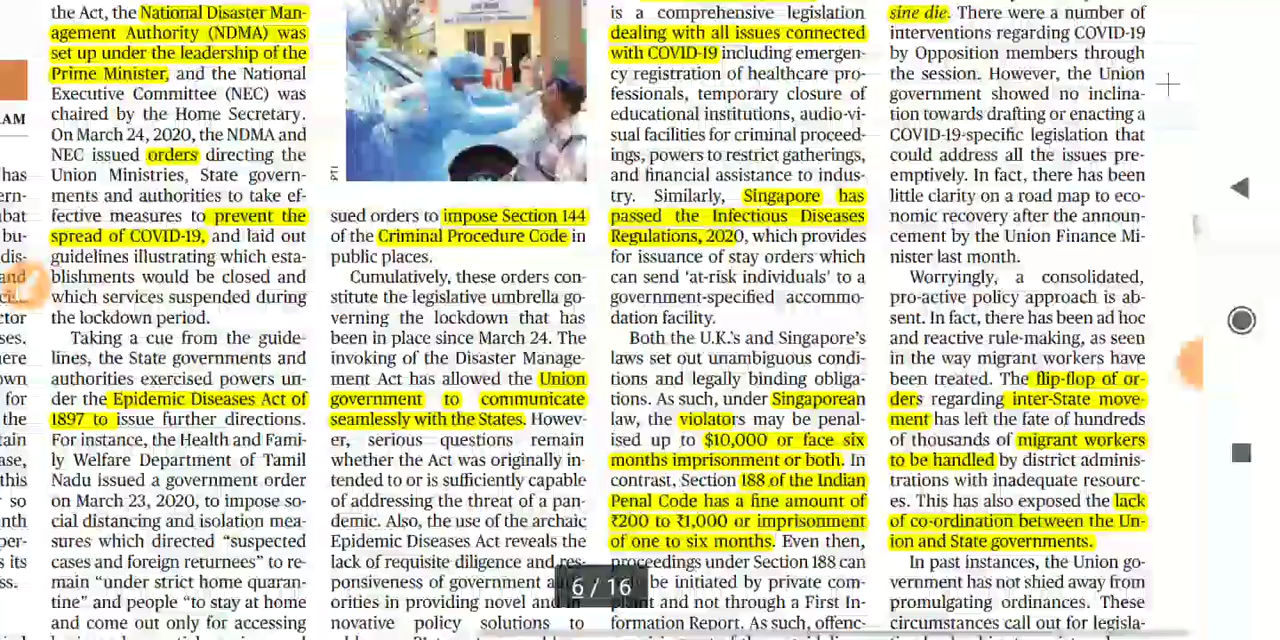 the Act, the National Disaster Man-
agement Authority (NDMA) was
set up under the leadership of the
Prime Minister, and the National
Executive Committee (NEC) was
chaired by the Home Secretary.
On March 24, 2020, the NDMA and
NEC issued orders directing the
Union Ministries, State govern-
ments and authorities to take ef-
fective measures to prevent the
spread of COVID-19, and laid out
guidelines illustrating which esta-
blishments would be closed and
which services suspended during
the lockdown period.
Taking a cue from the guide-
lines, the State governments and
authorities exercised powers un-
der the Epidemic Diseases Act of
1897 to issue further directions.
For instance, the Health and Fami-
ly Welfare Department of Tamil
Nadu issued a government order
on March 23, 2020, to impose so-
cial distancing and isolation mea-
sures which directed “suspected
cases and foreign returnees” to re-
main “under strict home quaran-
tine” and people “to stay at home
and come out only for accessing
PTI
sued orders to impose Section 144
of the Criminal Procedure Code in
public places.
Cumulatively, these orders con-
stitute the legislative umbrella go-
verning the lockdown that has
been in place since March 24. The
invoking of the Disaster Manage-
ment Act has allowed the Union
government to communicate
seamlessly with the States. Howev-
er, serious questions remain
whether the Act was originally in-
tended to or is sufficiently capable
of addressing the threat of a pan-
demic. Also, the use of the archaic
Epidemic Diseases Act reveals the
lack of requisite diligence and res-
ponsiveness of government
orities in providing novel and
novative policy solutions to
is a comprehensive legislation
dealing with all issues connected
with COVID-19 including emergen-
cy registration of healthcare pro-
fessionals, temporary closure of
educational institutions, audio-vi-
sual facilities for criminal proceed-
ings, powers to restrict gatherings,
and financial assistance to indus-
try. Similarly, Singapore has
passed the Infectious Diseases
Regulations, 2020, which provides
for issuance of stay orders which
can send ‘at-risk individuals’ to a
government-specified accommo-
dation facility.
Both the U.K.’s and Singapore’s
laws set out unambiguous condi-
tions and legally binding obliga-
tions. As such, under Singaporean
law, the violators may be penal-
ised up to $10,000 or face six
months imprisonment or both. In
contrast, Section 188 of the Indian
Penal Code has a fine amount of
₹200 to ₹1,000 or imprisonment
of one to six months. Even then,
proceedings under Section 188 can
be initiated by private com-
and not through a First In-
formation Report. As such, offenc-
sine die. There were a number of
interventions regarding COVID-19
by Opposition members through
the session. However, the Union
government showed no inclina-
tion towards drafting or enacting a
COVID-19-specific legislation that
could address all the issues pre-
emptively. In fact, there has been
little clarity on a road map to eco-
nomic recovery after the announ-
cement by the Union Finance Mi-
nister last month.
Worryingly, a consolidated,
pro-active policy approach is ab-
sent. In fact, there has been ad hoc
and reactive rule-making, as seen
in the way migrant workers have
been treated. The flip-flop of or-
ders regarding inter-State move-
ment has left the fate of hundreds
of thousands of migrant workers
to be handled by district adminis-
trations with inadequate resourc-
es. This has also exposed the lack
of co-ordination between the Un-
ion and State governments.
In past instances, the Union go-
vernment has not shied away from
promulgating ordinances. These
circumstances call out for legisla-
6 / 16